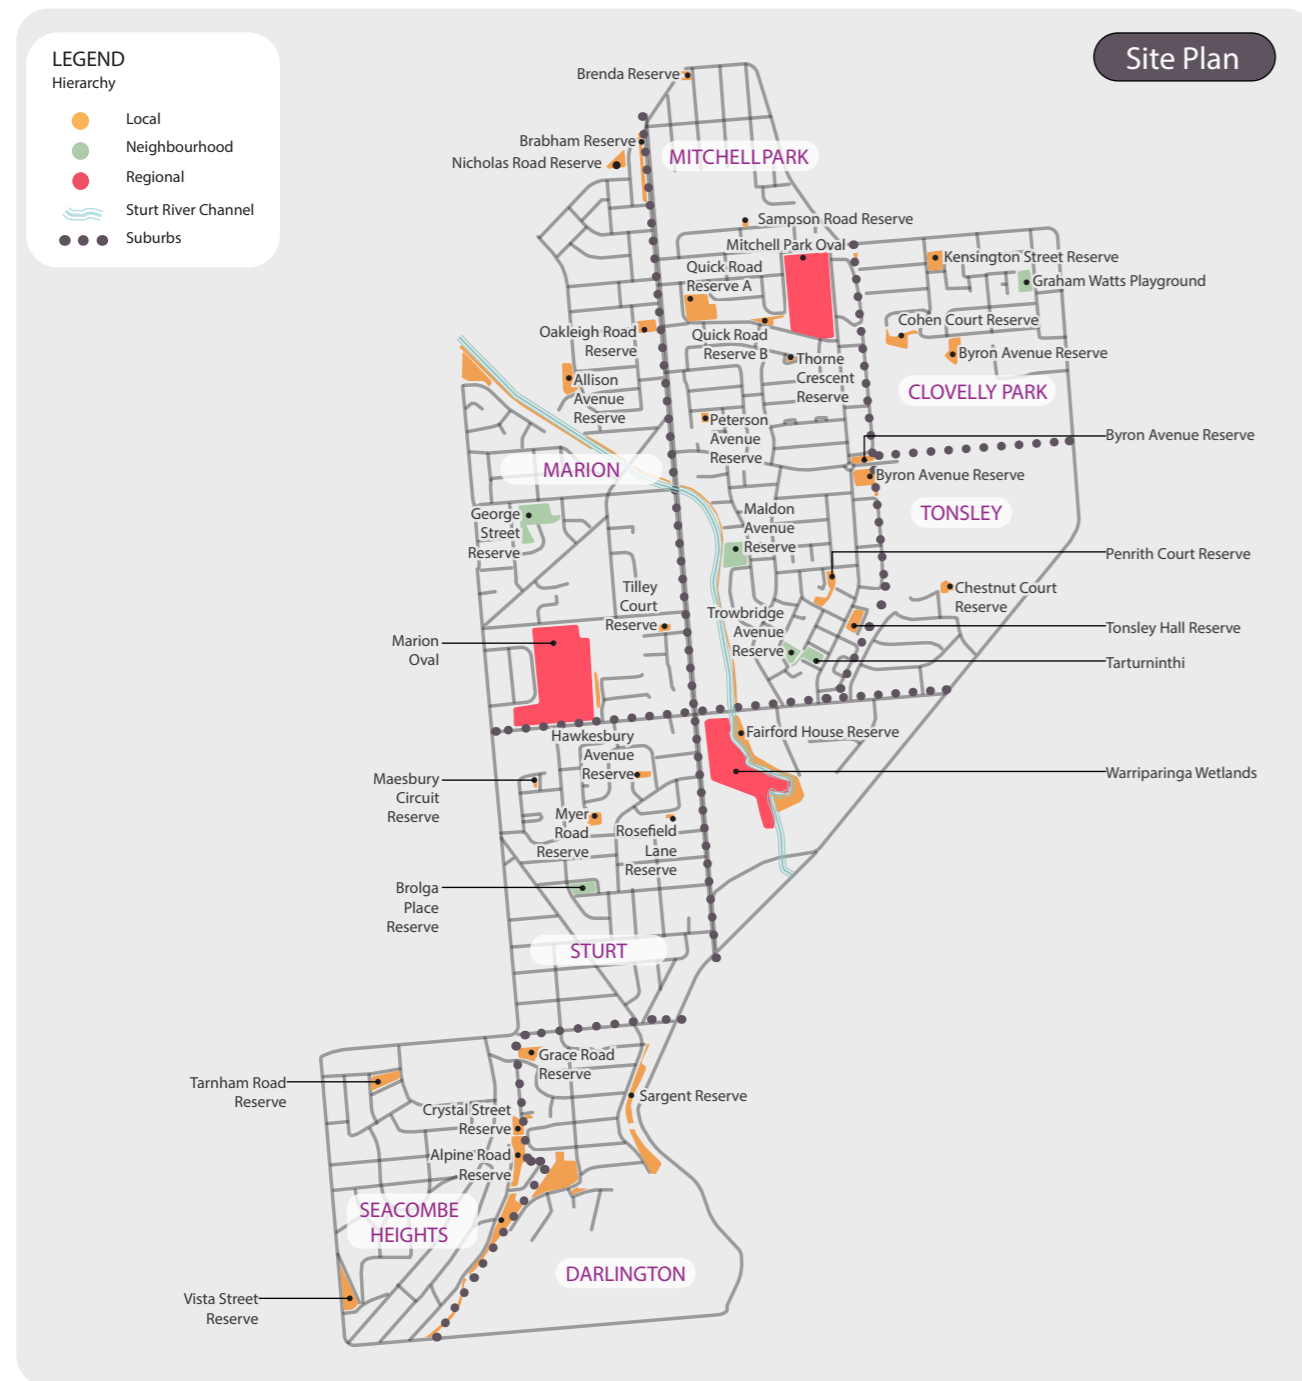 LEGEND
Hierarchy
Local
Neighbourhood
Regional
Sturt River Channel
Suburbs
Site Plan
Brenda Reserve
Brabham Reserve
Nicholas Road Reserve
MITCHELL PARK
Sampson Road Reserve
Mitchell Park Oval
Quick Road
Reserve A
Kensington Street Reserve
Graham Watts Playground
Cohen Court Reserve
Oakleigh Road
Reserve
Quick Road
Reserve B
Byron Avenue Reserve
Thorne
Crescent
Reserve
Allison
Avenue
Reserve
CLOVELLY PARK
Peterson
Avenue
Reserve
Byron Avenue Reserve
MARION
Byron Avenue Reserve
George
Street
Reserve
Maldon
Avenue
Reserve
TONSLEY
Penrith Court Reserve
Tilley
Court
Reserve
Chestnut Court
Reserve
Trowbridge
Avenue
Reserve
Tonsley Hall Reserve
Marion
Oval
Tarturninthi
Hawkesbury
Avenue
Reserve
Fairford House Reserve
Maesbury
Circuit
Reserve
Warriparinga Wetlands
Myer
Road
Reserve
Rosefield
Lane
Reserve
Brolga
Place
Reserve
STURT
Grace Road
Reserve
Tarnham Road
Reserve
Sargent Reserve
Crystal Street
Reserve
Alpine Road
Reserve
SEACOMBE
HEIGHTS
DARLINGTON
Vista Street
Reserve